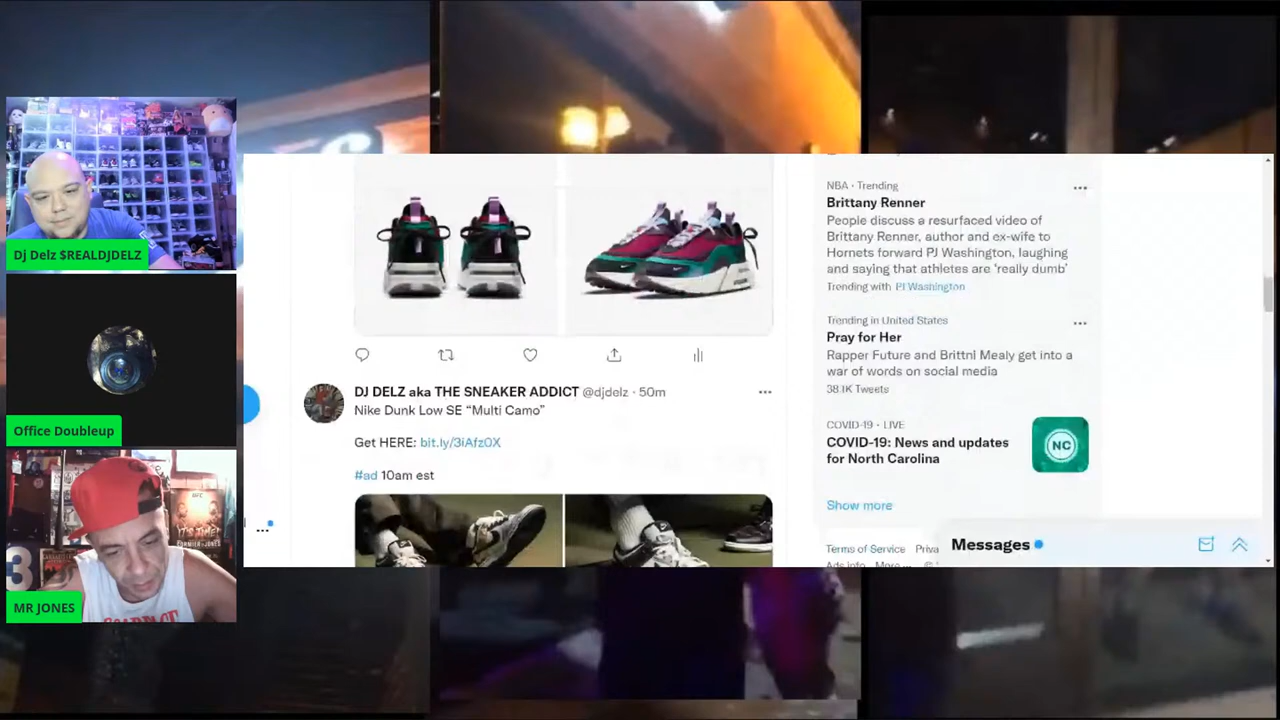 Dj Delz $REALDJDELZ
Office Doubleup
MR JONES
DJ DELZ aka THE SNEAKER ADDICT @djdelz · 50m
Nike Dunk Low SE “Multi Camo”
Get HERE: bit.ly/3iAfz0X
#ad 10am est
NBA · Trending
Brittany Renner
People discuss a resurfaced video of
Brittany Renner, author and ex-wife to
Hornets forward PJ Washington, laughing
and saying that athletes are ‘really dumb’
Trending with PJ Washington
Trending in United States
Pray for Her
Rapper Future and Brittni Mealy get into a
war of words on social media
38.1K Tweets
COVID-19 · LIVE
COVID-19: News and updates
for North Carolina
NC
Show more
Terms of Service Priva
Ads info More
Messages